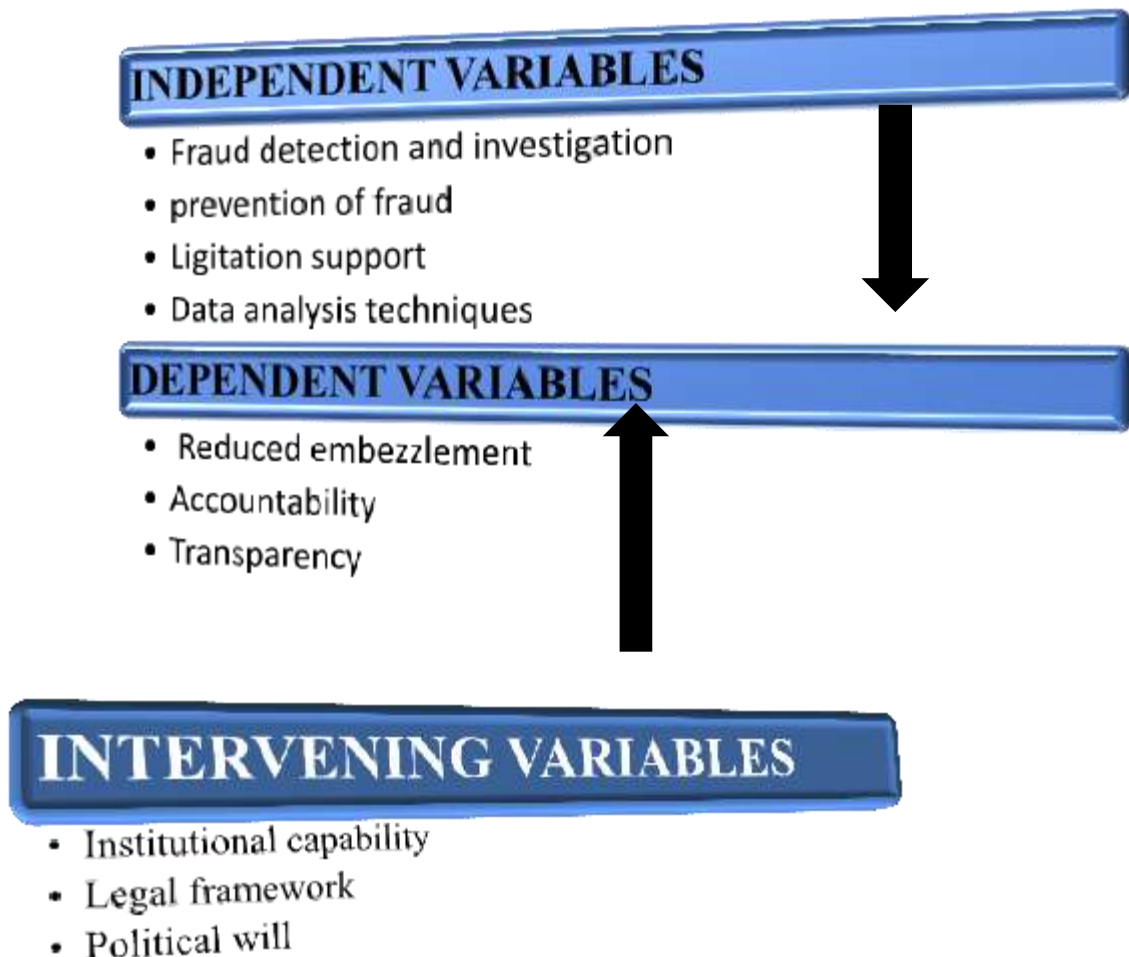 INDEPENDENT VARIABLES
• Fraud detection and investigation
• prevention of fraud
• Ligitation support
• Data analysis techniques
DEPENDENT VARIABLES
• Reduced embezzlement
• Accountability
• Transparency
INTERVENING VARIABLES
• Institutional capability
• Legal framework
• Political will